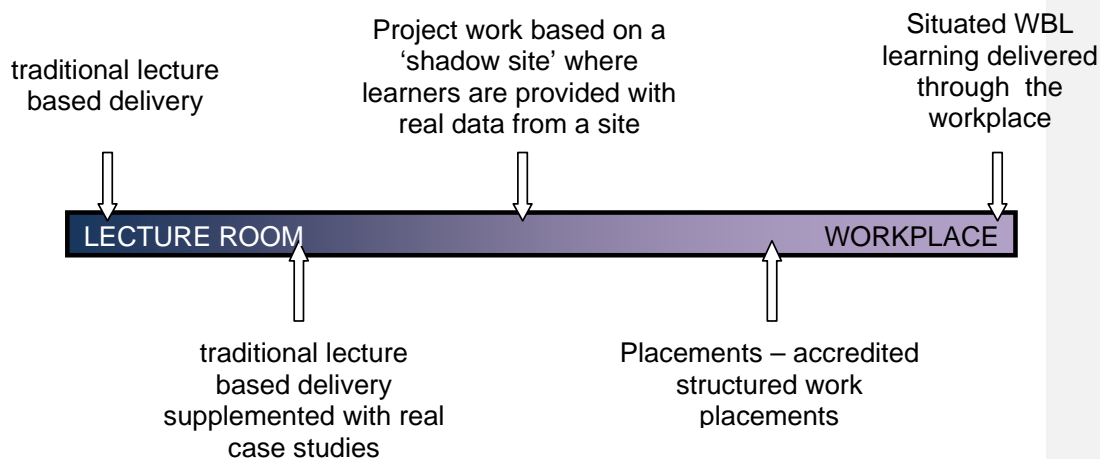 traditional lecture
based delivery
Project work based on a
‘shadow site’ where
learners are provided with
real data from a site
Situated WBL
learning delivered
through the
workplace
LECTURE ROOM
WORKPLACE
traditional lecture
based delivery
supplemented with real
case studies
Placements – accredited
structured work
placements